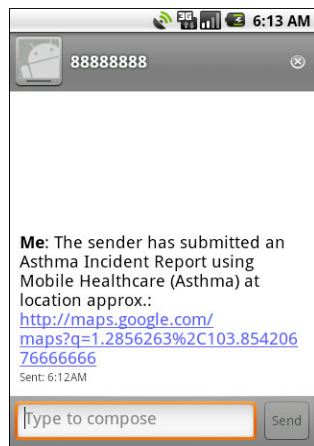 3G 6:13 AM
88888888
Me: The sender has submitted an
Asthma Incident Report using
Mobile Healthcare (Asthma) at
location approx.:
http://maps.google.com/
maps?q=1.2856263%2C103.854206
76666666
Sent: 6:12AM
Type to compose
Send